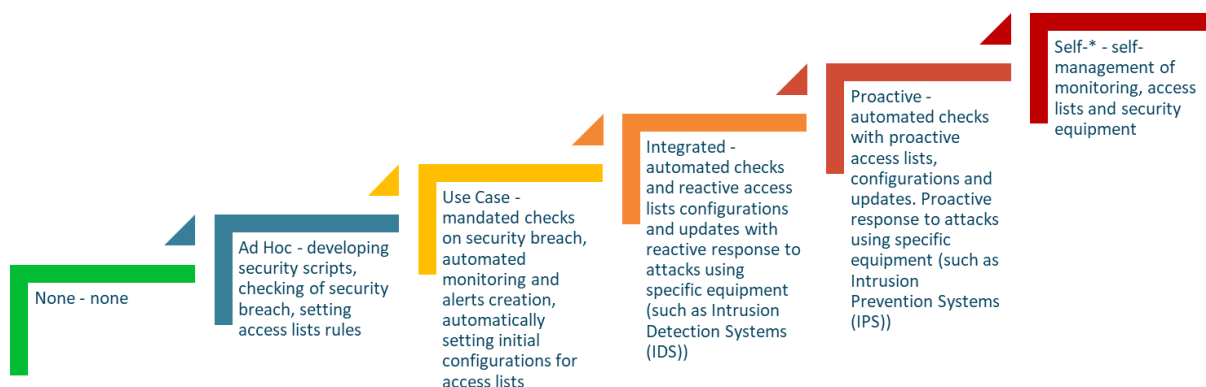 None - none
Ad Hoc - developing
security scripts,
checking of security
breach, setting
access lists rules
Use Case -
mandated checks
on security breach,
automated
monitoring and
alerts creation,
automatically
setting initial
configurations for
access lists
Integrated -
automated checks
and reactive access
lists configurations
and updates with
reactive response to
attacks using
specific equipment
(such as Intrusion
Detection Systems
(IDS))
Proactive -
automated checks
with proactive
access lists,
configurations and
updates. Proactive
response to attacks
using specific
equipment (such as
Intrusion
Prevention Systems
(IPS))
Self-* - self-
management of
monitoring, access
lists and security
equipment